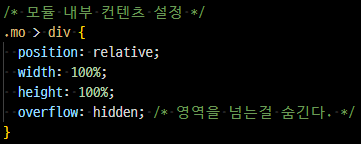 /* 모듈 내부 컨텐츠 설정 */
.mo > div {
  position: relative;
  width: 100%;
  height: 100%;
  overflow: hidden; /* 영역을 넘는걸 숨긴다. */
}